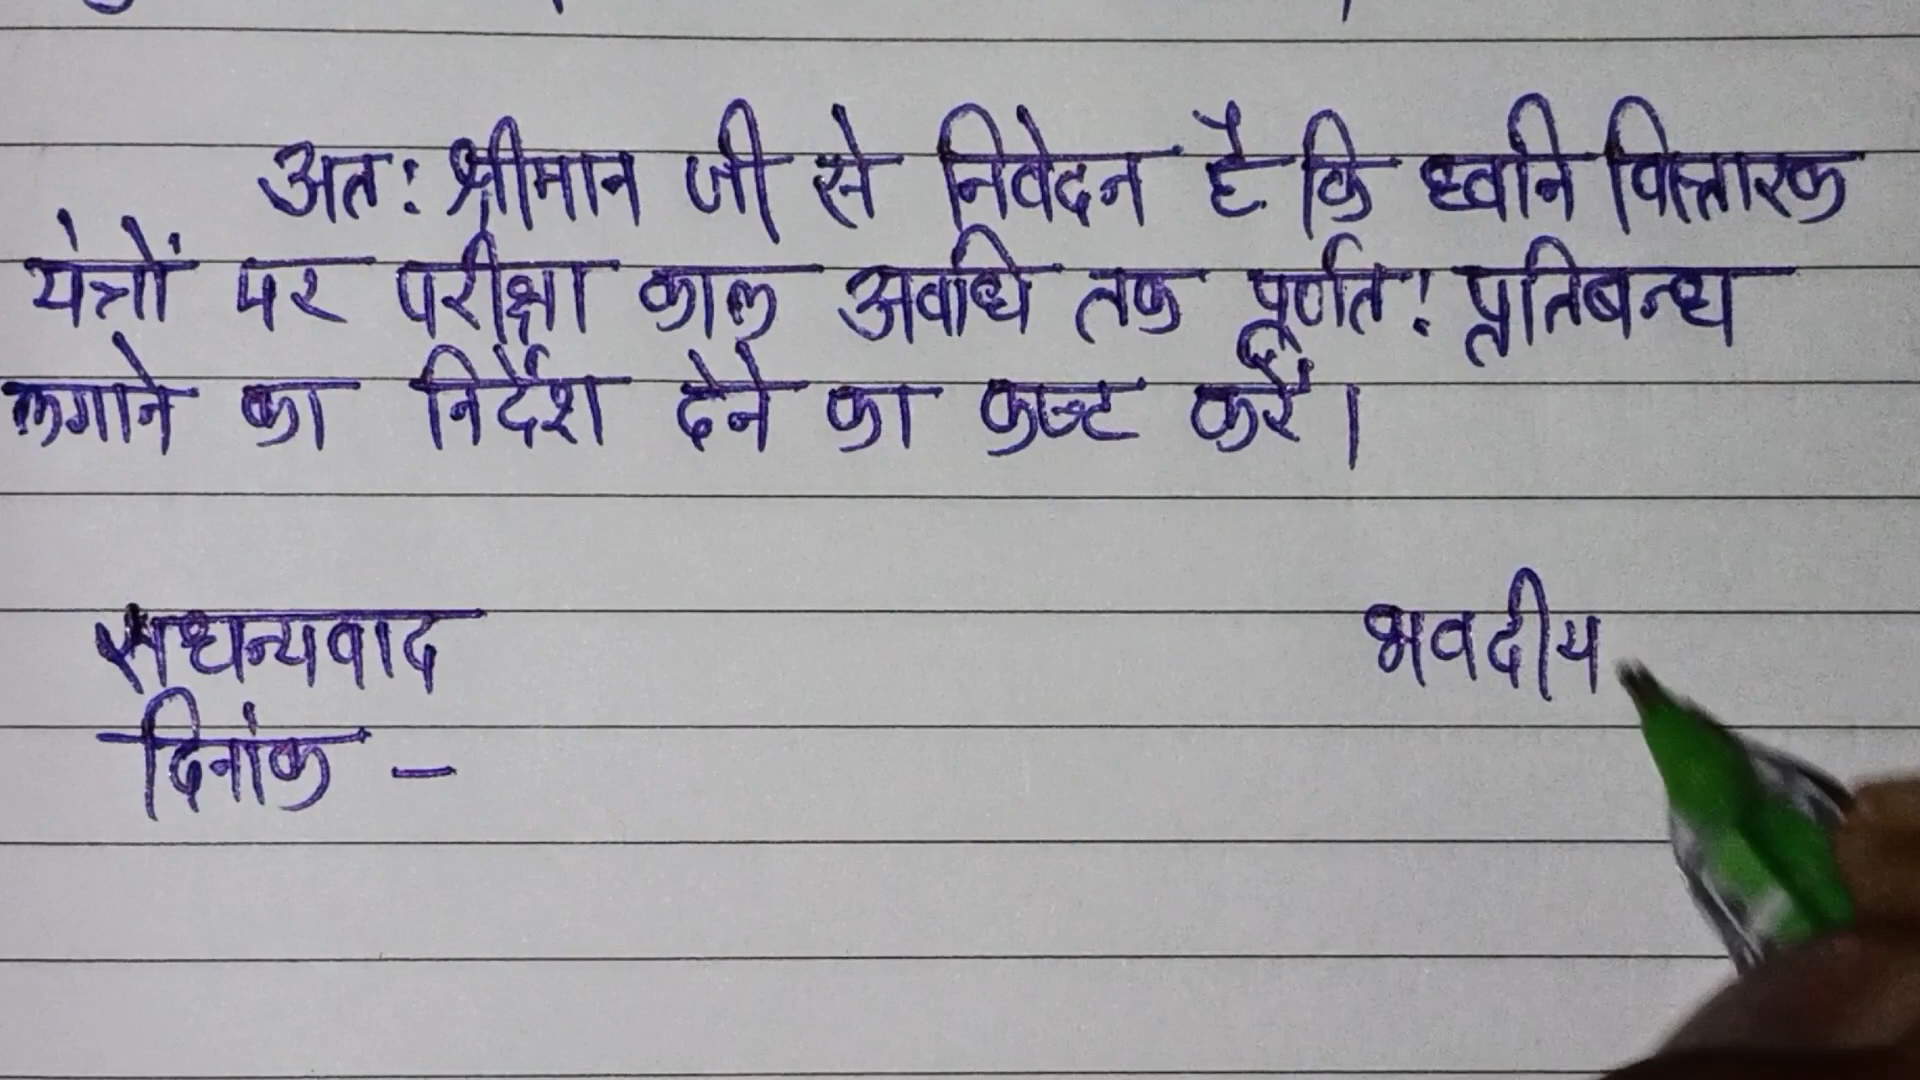 अत: श्रीमान जी से निवेदन है कि ध्वनि विस्तारक
यंत्रों पर परीक्षा काल अवधि तक पूर्णत: प्रतिबन्ध
लगाने का निर्देश देने का कष्ट करें।
सधन्यवाद
भवदीय
दिनांक –